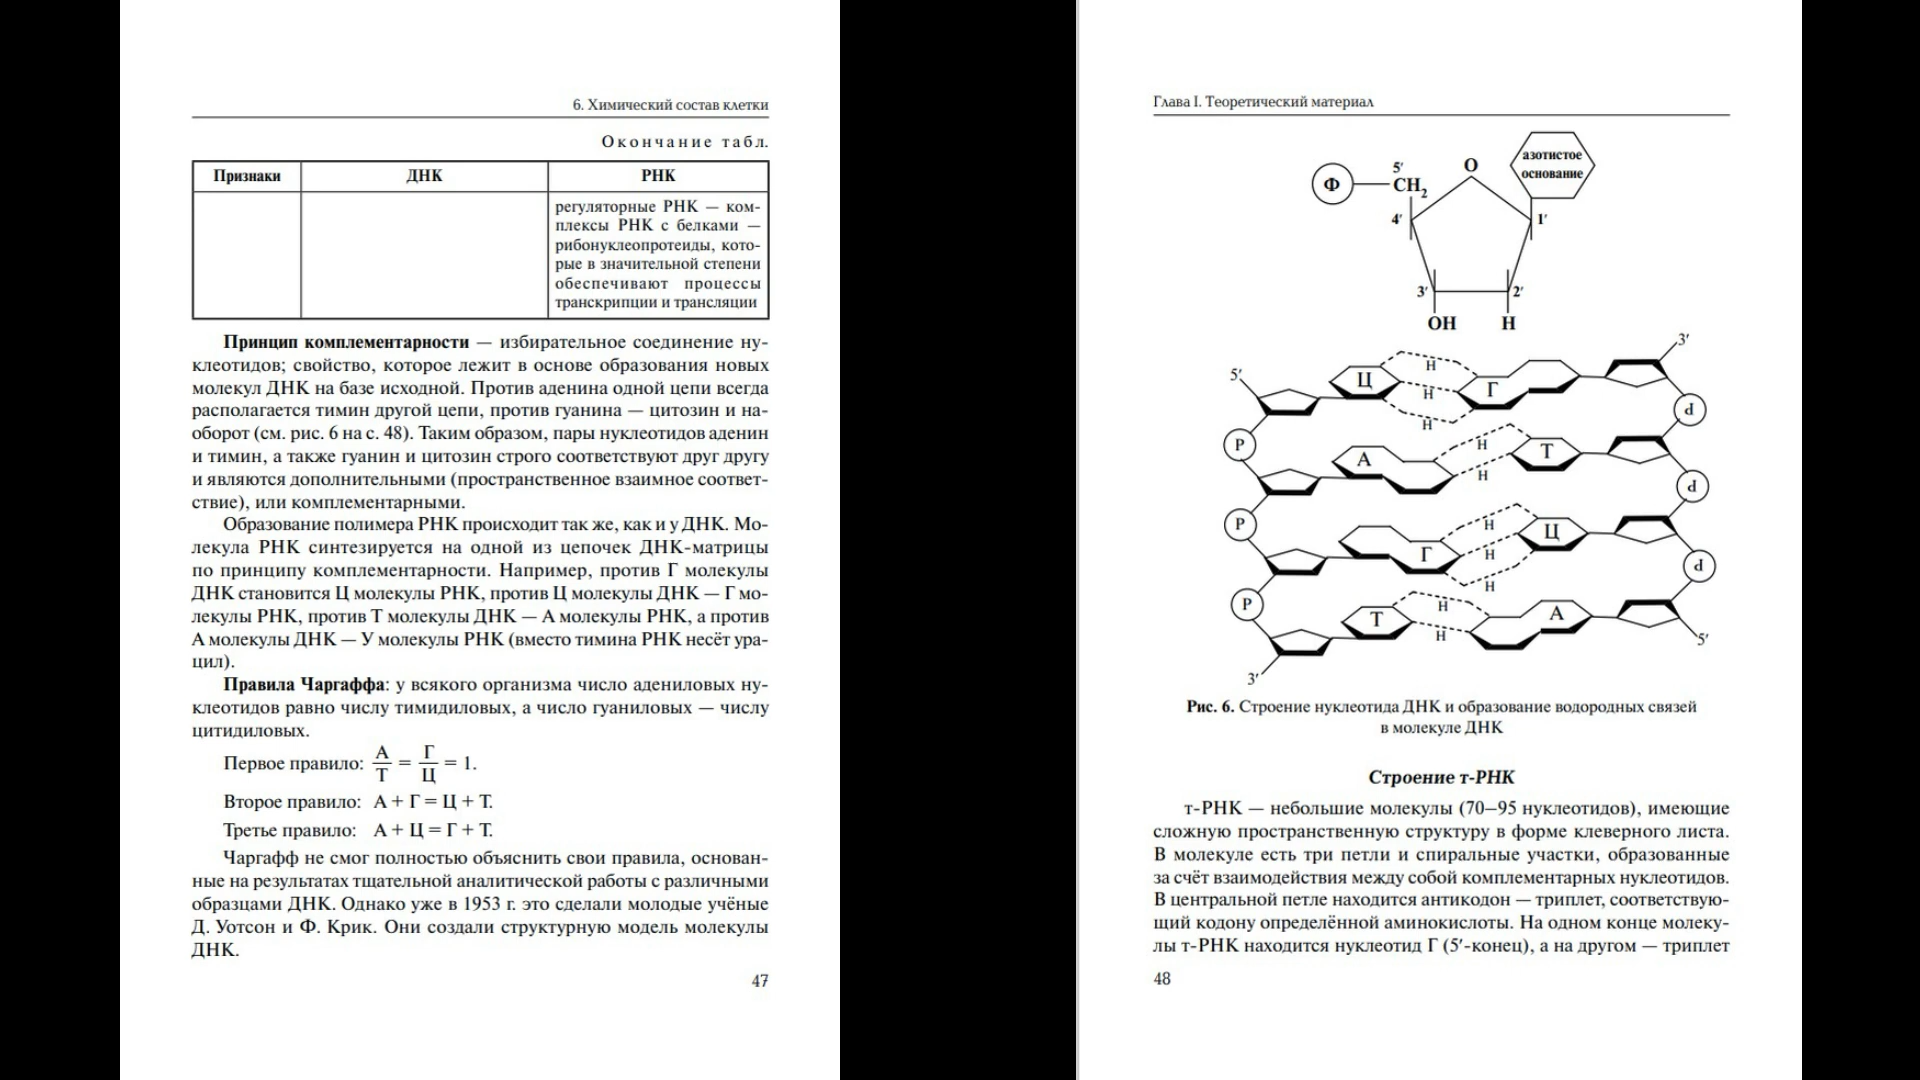 6. Химический состав клетки
Окончание табл.
Признаки ДНК РНК
регуляторные РНК — ком-
плексы РНК с белками —
рибонуклеопротеиды, кото-
рые в значительной степени
обеспечивают процессы
транскрипции и трансляции
Принцип комплементарности — избирательное соединение ну-
клеотидов; свойство, которое лежит в основе образования новых
молекул ДНК на базе исходной. Против аденина одной цепи всегда
располагается тимин другой цепи, против гуанина — цитозин и на-
оборот (см. рис. 6 на с. 48). Таким образом, пары нуклеотидов аденин
и тимин, а также гуанин и цитозин строго соответствуют друг другу
и являются дополнительными (пространственное взаимное соответ-
ствие), или комплементарными.
Образование полимера РНК происходит так же, как и у ДНК. Мо-
лекула РНК синтезируется на одной из цепочек ДНК-матрицы
по принципу комплементарности. Например, против Г молекулы
ДНК становится Ц молекулы РНК, против Ц молекулы ДНК — Г мо-
лекулы РНК, против Т молекулы ДНК — А молекулы РНК, а против
А молекулы ДНК — У молекулы РНК (вместо тимина РНК несёт ура-
цил).
Правила Чаргаффа: у всякого организма число адениловых ну-
клеотидов равно числу тимидиловых, а число гуаниловых — числу
цитидиловых.
Первое правило: А/Т = Г/Ц = 1.
Второе правило: А + Г = Ц + Т.
Третье правило: А + Ц = Г + Т.
Чаргафф не смог полностью объяснить свои правила, основан-
ные на результатах тщательной аналитической работы с различными
образцами ДНК. Однако уже в 1953 г. это сделали молодые учёные
Д. Уотсон и Ф. Крик. Они создали структурную модель молекулы
ДНК.
47
Глава I. Теоретический материал
азотистое
основание
Ф 5′ CH2 O
4′ 1′
3′ 2′
OH H
3′
5′ Ц H Г
H
H
P
P
А H Т
H
P
P
Г H Ц
H
H
P
P
Т H А
H
5′
3′
Рис. 6. Строение нуклеотида ДНК и образование водородных связей
в молекуле ДНК
Строение т-РНК
т-РНК — небольшие молекулы (70–95 нуклеотидов), имеющие
сложную пространственную структуру в форме клеверного листа.
В молекуле есть три петли и спиральные участки, образованные
за счёт взаимодействия между собой комплементарных нуклеотидов.
В центральной петле находится антикодон — триплет, соответствую-
щий кодону определённой аминокислоты. На одном конце молеку-
лы т-РНК находится нуклеотид Г (5′-конец), а на другом — триплет
48